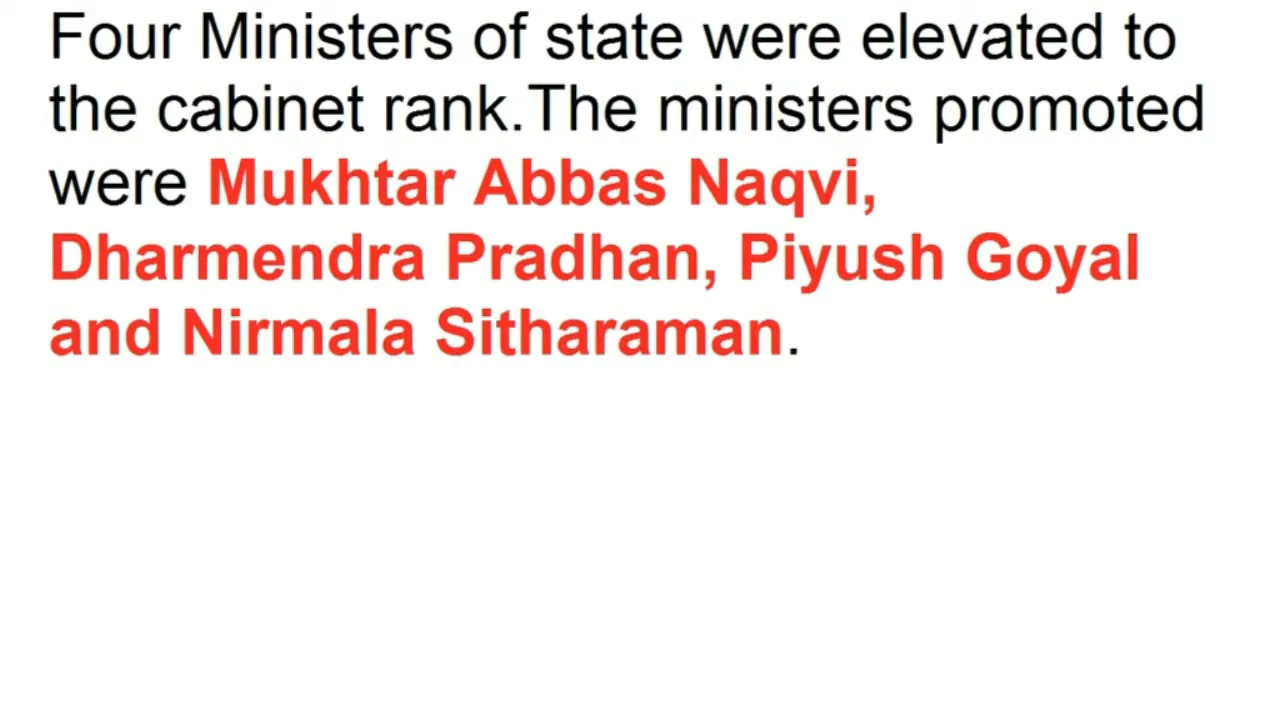 Four Ministers of state were elevated to
the cabinet rank.The ministers promoted
were Mukhtar Abbas Naqvi,
Dharmendra Pradhan, Piyush Goyal
and Nirmala Sitharaman.